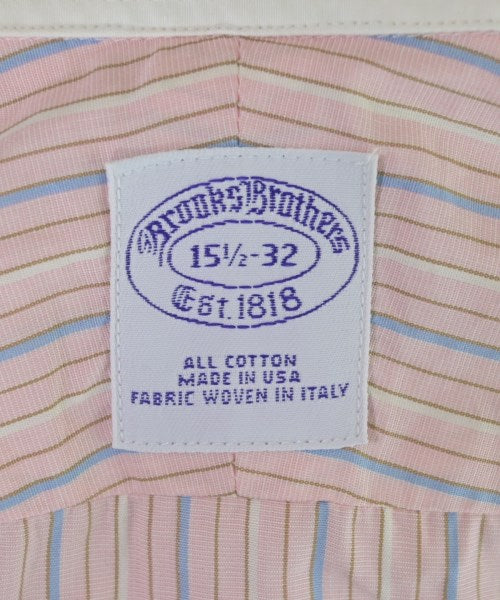 Brooks Brothers
15½-32
Est. 1818
ALL COTTON
MADE IN USA
FABRIC WOVEN IN ITALY